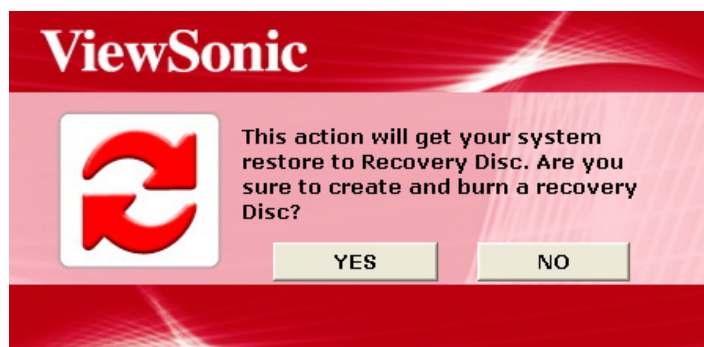 ViewSonic
This action will get your system
restore to Recovery Disc. Are you
sure to create and burn a recovery
Disc?
YES
NO